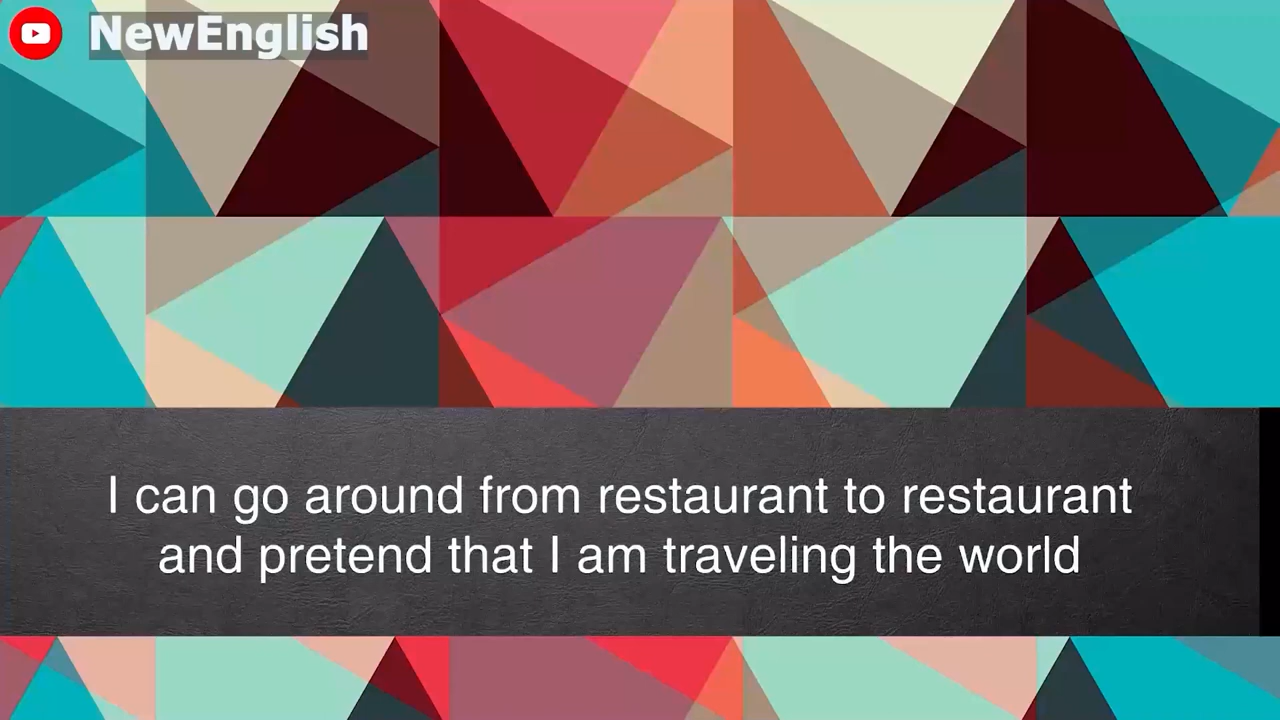 NewEnglish
I can go around from restaurant to restaurant
and pretend that I am traveling the world